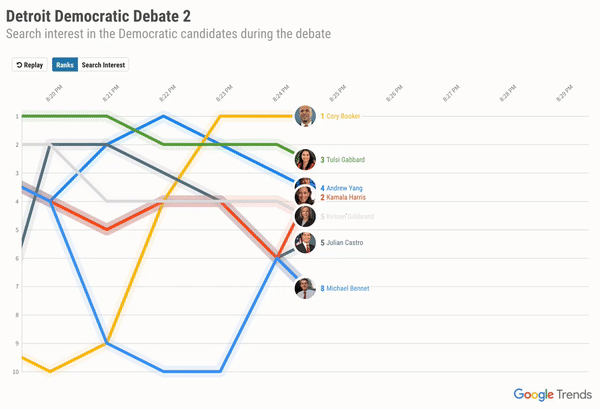 Detroit Democratic Debate 2
Search interest in the Democratic candidates during the debate
Replay Ranks Search Interest
8:20 PM 8:21 PM 8:22 PM 8:23 PM 8:24 PM 8:25 PM 8:26 PM 8:27 PM 8:28 PM 8:29 PM
1
1 Cory Booker
2
3 Tulsi Gabbard
3
4 Andrew Yang
4
2 Kamala Harris
5
5 Julian Castro
6
7
8 Michael Bennet
8
9
10
Google Trends